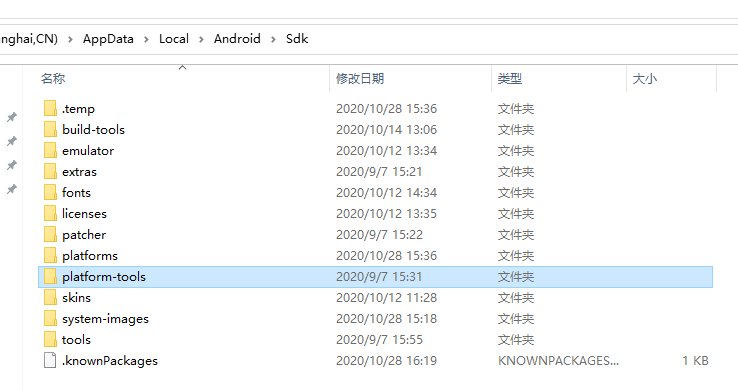 anghai,CN) > AppData > Local > Android > Sdk
名称 修改日期 类型 大小
.temp 2020/10/28 15:36 文件夹
build-tools 2020/10/14 13:06 文件夹
emulator 2020/10/12 13:34 文件夹
extras 2020/9/7 15:21 文件夹
fonts 2020/10/12 14:34 文件夹
licenses 2020/10/12 13:35 文件夹
patcher 2020/9/7 15:22 文件夹
platforms 2020/10/28 15:36 文件夹
platform-tools 2020/9/7 15:31 文件夹
skins 2020/10/12 11:28 文件夹
system-images 2020/10/28 15:18 文件夹
tools 2020/9/7 15:55 文件夹
.knownPackages 2020/10/28 16:19 KNOWNPACKAGES... 1 KB